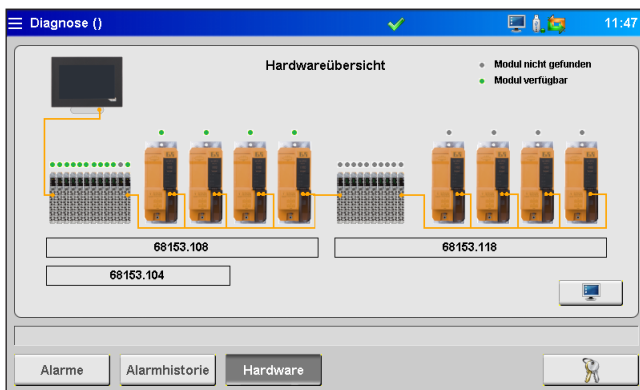 Diagnose ()
11:47
Hardwareübersicht
Modul nicht gefunden
Modul verfügbar
68153.108
68153.118
68153.104
Alarme
Alarmhistorie
Hardware